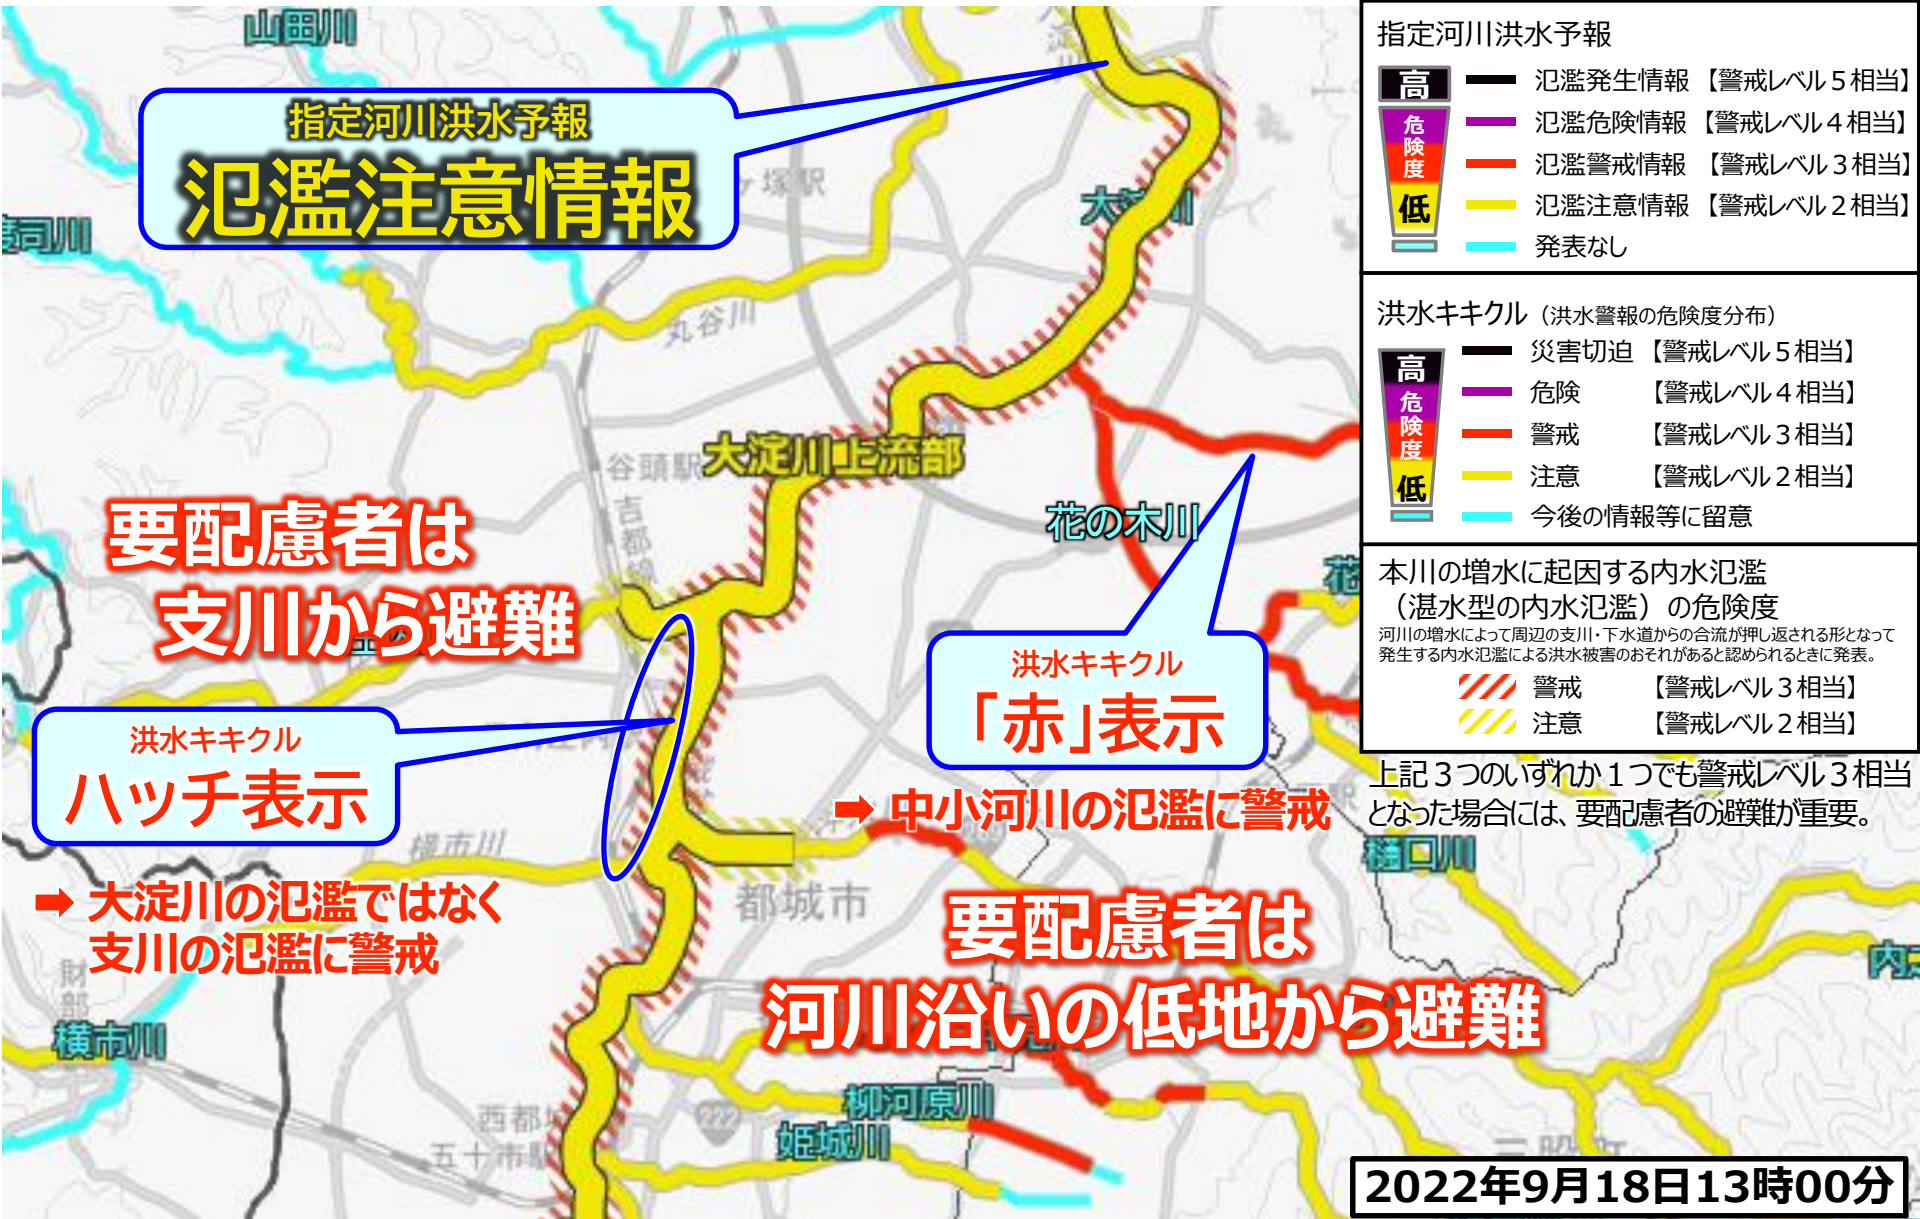 山田川
指定河川洪水予報
氾濫注意情報
ヶ塚駅
大淀川
丸谷川
大淀川上流部
谷頭駅
吉都線
花の木川
要配慮者は
支川から避難
洪水キキクル
ハッチ表示
➡ 大淀川の氾濫ではなく
支川の氾濫に警戒
洪水キキクル
「赤」表示
➡ 中小河川の氾濫に警戒
横市川
都城市
要配慮者は
河川沿いの低地から避難
財部
横市川
樋口川
柳河原川
姫城川
西都城
五十市駅
222
三股町
指定河川洪水予報
高
危険度
低
氾濫発生情報 【警戒レベル5相当】
氾濫危険情報 【警戒レベル4相当】
氾濫警戒情報 【警戒レベル3相当】
氾濫注意情報 【警戒レベル2相当】
発表なし
洪水キキクル (洪水警報の危険度分布)
高
危険度
低
災害切迫 【警戒レベル5相当】
危険 【警戒レベル4相当】
警戒 【警戒レベル3相当】
注意 【警戒レベル2相当】
今後の情報等に留意
本川の増水に起因する内水氾濫
(湛水型の内水氾濫)の危険度
河川の増水によって周辺の支川・下水道からの合流が押し返される形となって
発生する内水氾濫による洪水被害のおそれがあると認められるときに発表。
警戒 【警戒レベル3相当】
注意 【警戒レベル2相当】
上記3つのいずれか1つでも警戒レベル3相当
となった場合には、要配慮者の避難が重要。
2022年9月18日13時00分